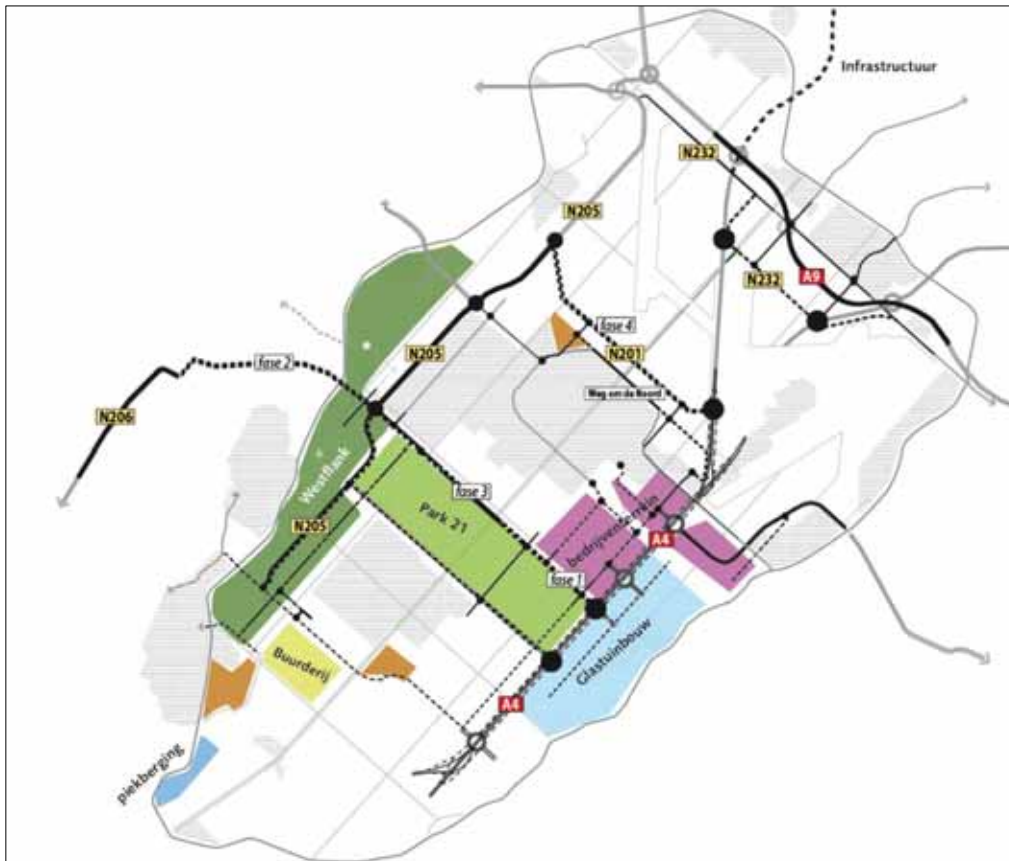 Infrastructuur
N232
N205
A9
N232
fase 4
N205
N201
fase 2
Weg om de Noord
N206
Westflank
fase 3
Park 21
N205
bedrijventerrein
A4
fase 1
Buurderij
Glastuinbouw
A4
piekberging